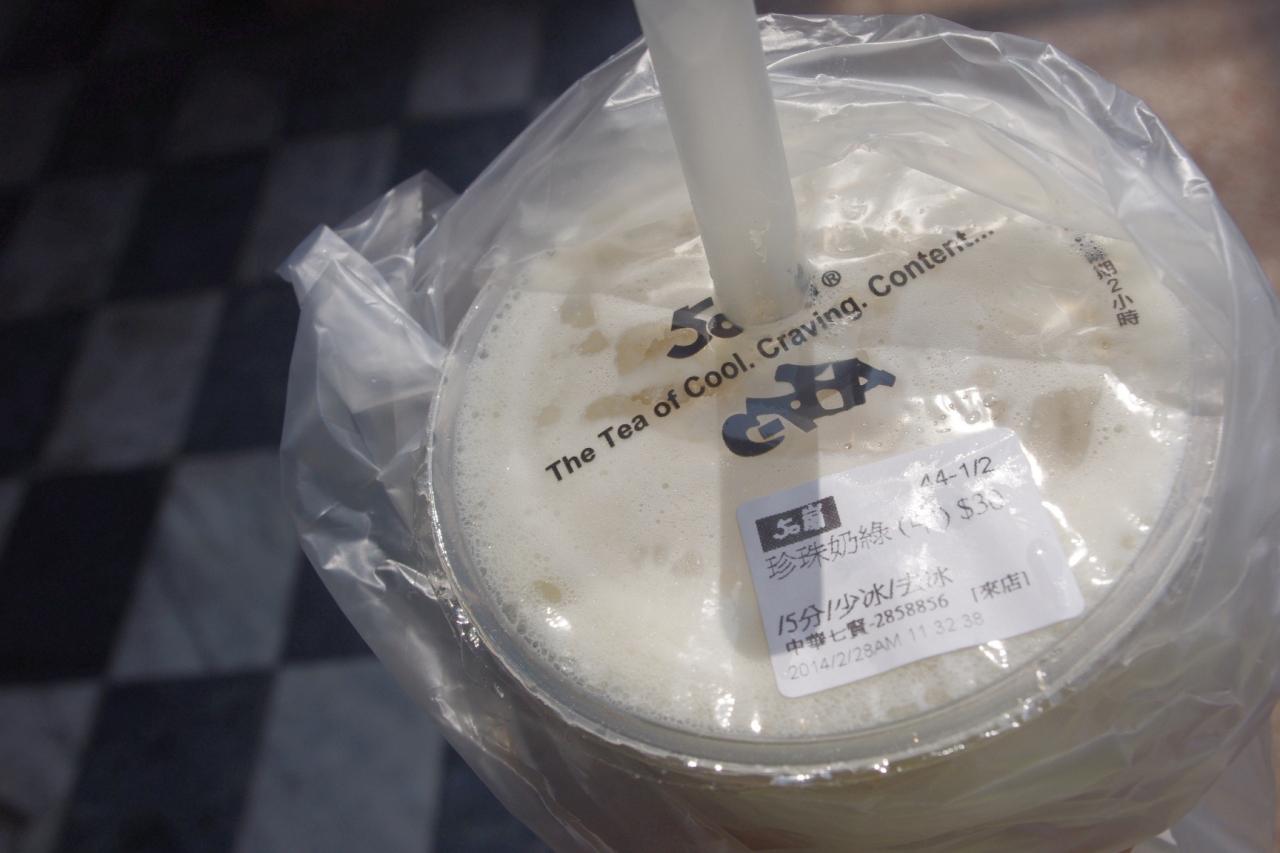 5
®
The Tea of Cool. Craving. Content...
2小時
44-1/2
50嵐
珍珠奶綠 (中) $30
/5分/少冰/去冰
中華七賢-2858856 [來店]
2014/2/28AM 11:32:38